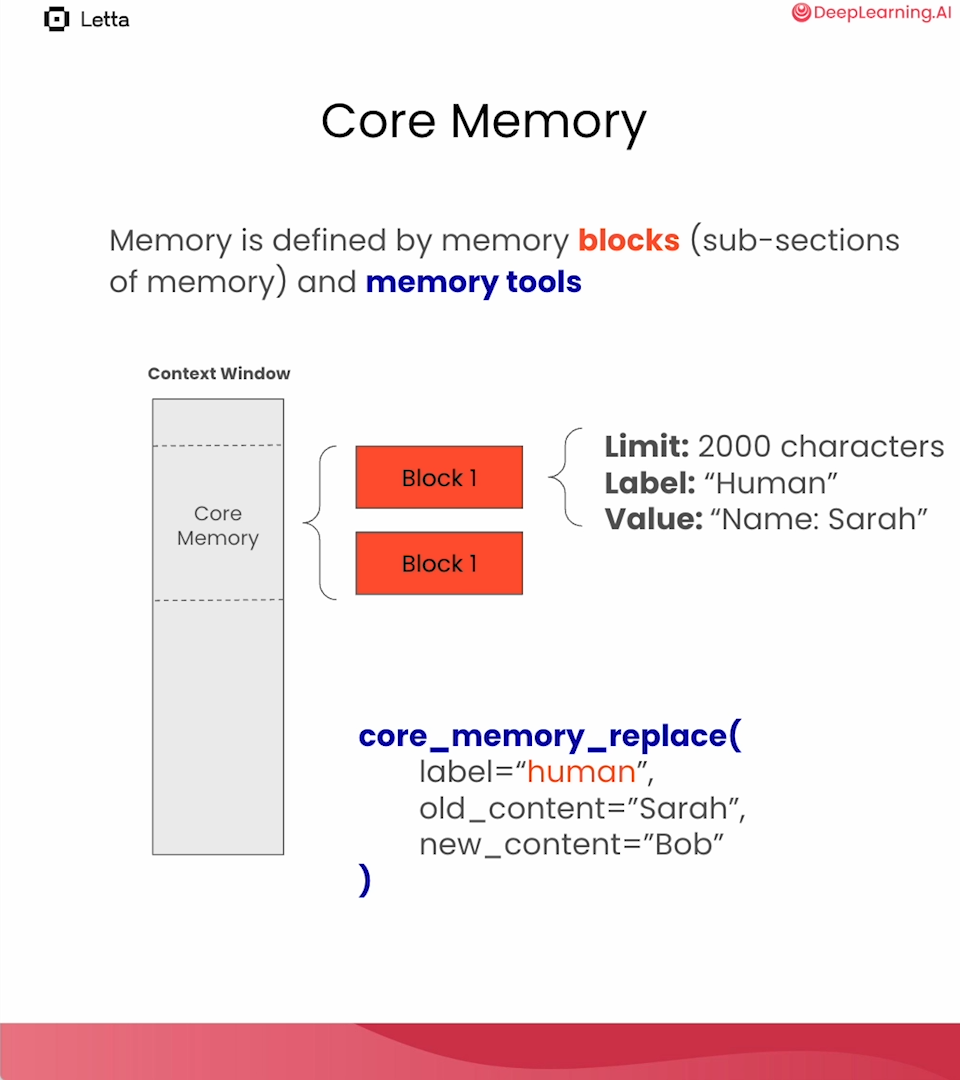 Letta
DeepLearning.AI
Core Memory
Memory is defined by memory blocks (sub-sections
of memory) and memory tools
Context Window
Core
Memory
Block 1
Block 1
Limit: 2000 characters
Label: “Human”
Value: “Name: Sarah”
core_memory_replace(
label=“human”,
old_content=”Sarah”,
new_content=”Bob”
)